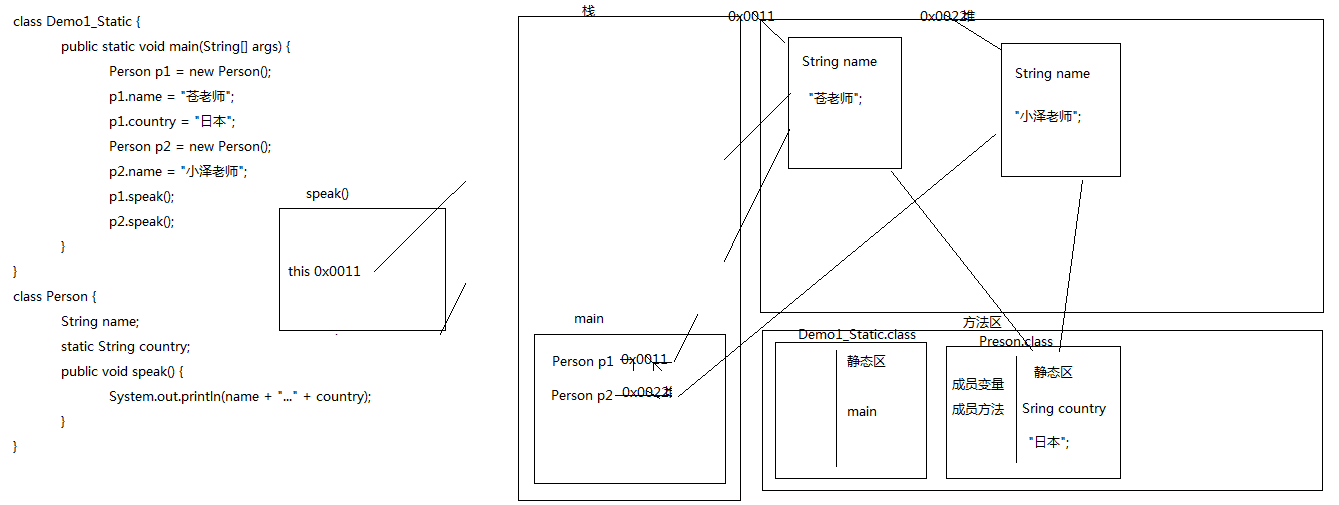 class Demo1_Static {
public static void main(String[] args) {
Person p1 = new Person();
p1.name = "苍老师";
p1.country = "日本";
Person p2 = new Person();
p2.name = "小泽老师";
p1.speak();
p2.speak();
}
}
class Person {
String name;
static String country;
public void speak() {
System.out.println(name + "..." + country);
}
}
speak()
this 0x0011
栈
main
Person p1 0x0011
Person p2 0x0022
0x0011
0x0022堆
String name
"苍老师";
String name
"小泽老师";
方法区
Demo1_Static.class
静态区
main
Preson.class
成员变量
成员方法
静态区
Sring country
"日本";